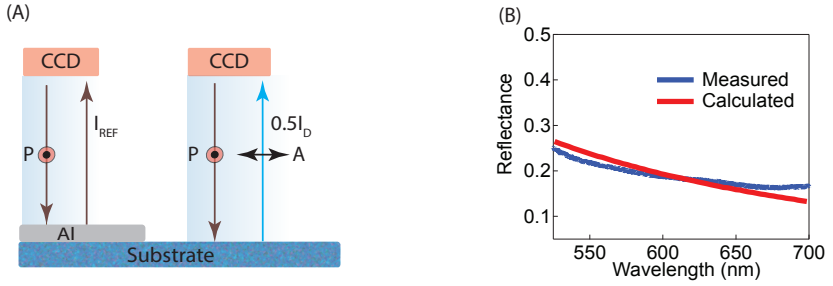 (A)
CCD
CCD
I_REF
0.5I_D
P
P
A
Al
Substrate
(B)
0.5
0.4
0.3
0.2
0.1
Reflectance
Measured
Calculated
550
600
650
700
Wavelength (nm)